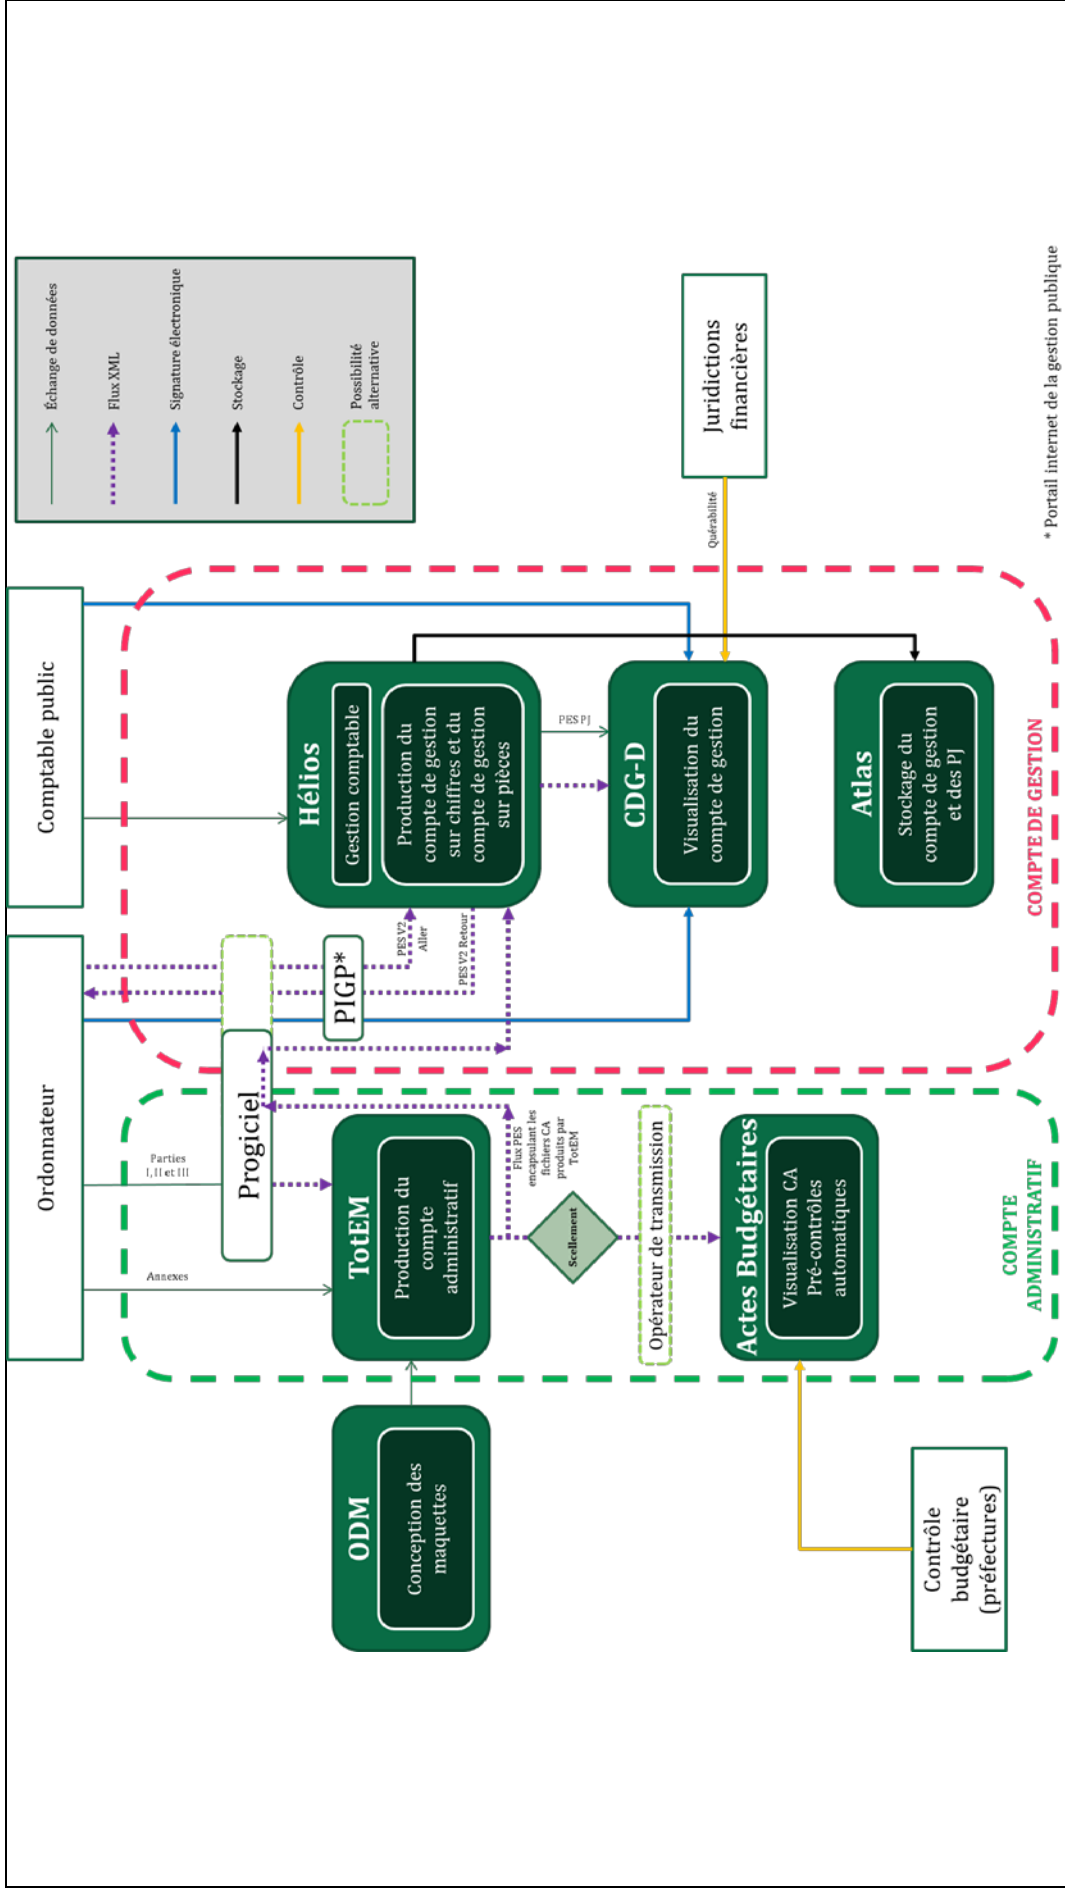 Ordonnateur
Comptable public
Échange de données
Flux XML
Signature électronique
Stockage
Contrôle
Possibilité
alternative
Annexes
Parties
I, II et III
Progiciel
PIGP*
PES V2
Aller
PES V2 Retour
ODM
Conception des
maquettes
TotEM
Production du
compte
administratif
Hélios
Gestion comptable
Production du
compte de gestion
sur chiffres et du
compte de gestion
sur pièces
Flux PES
encapsulant les
fichiers CA
produits par
TotEM
Scellement
PES PJ
Opérateur de transmission
CDG-D
Visualisation du
compte de gestion
Quérabilité
Juridictions
financières
Actes Budgétaires
Visualisation CA
Pré-contrôles
automatiques
Atlas
Stockage du
compte de gestion
et des PJ
Contrôle
budgétaire
(préfectures)
COMPTE
ADMINISTRATIF
COMPTE DE GESTION
* Portail internet de la gestion publique